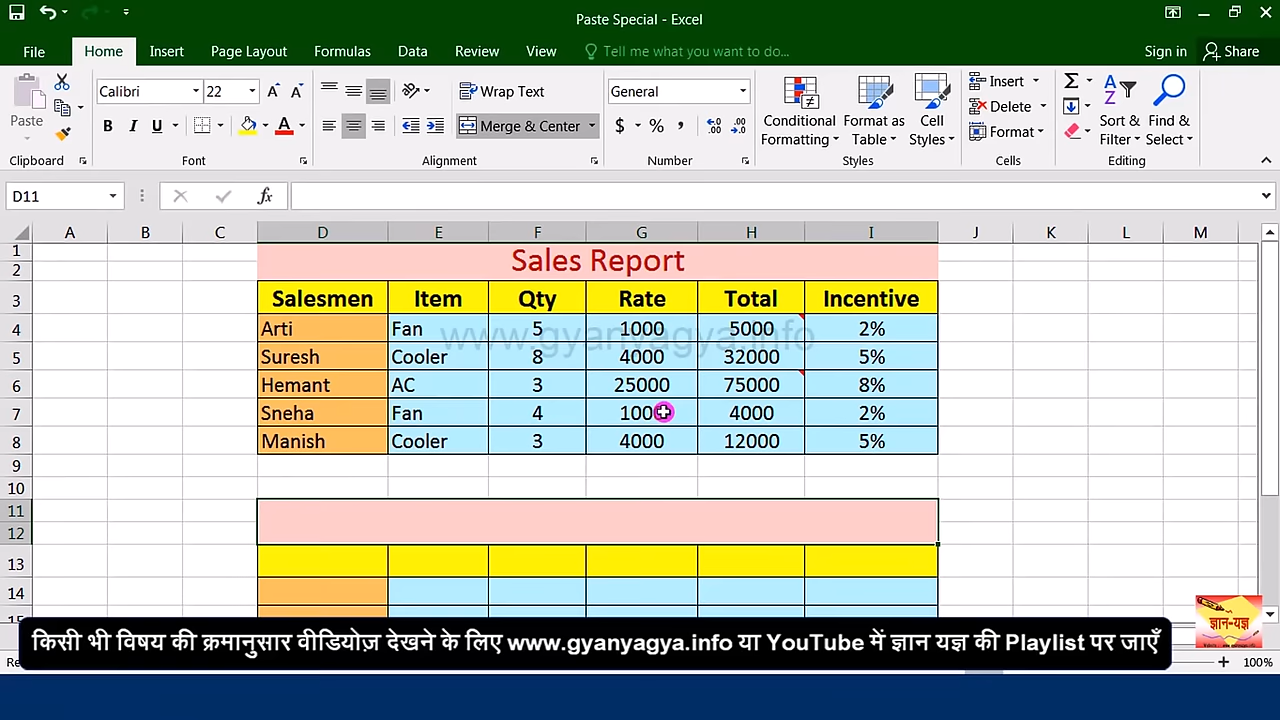 Paste Special - Excel
File Home Insert Page Layout Formulas Data Review View Tell me what you want to do... Sign in Share
Paste
Calibri 22
B I U
Wrap Text
Merge & Center
General
$ % ,
Conditional Formatting
Format as Table
Cell Styles
Insert
Delete
Format
Sort & Filter
Find & Select
Clipboard Font Alignment Number Styles Cells Editing
D11 fx
A B C D E F G H I J K L M
1 Sales Report
2
3 Salesmen Item Qty Rate Total Incentive
4 Arti Fan 5 1000 5000 2%
www.gyanyagya.info
5 Suresh Cooler 8 4000 32000 5%
6 Hemant AC 3 25000 75000 8%
7 Sneha Fan 4 1000 4000 2%
8 Manish Cooler 3 4000 12000 5%
9
10
11
12
13
14
15
ज्ञान-यज्ञ
किसी भी विषय की क्रमानुसार वीडियोज़ देखने के लिए www.gyanyagya.info या YouTube में ज्ञान यज्ञ की Playlist पर जाएँ
100%